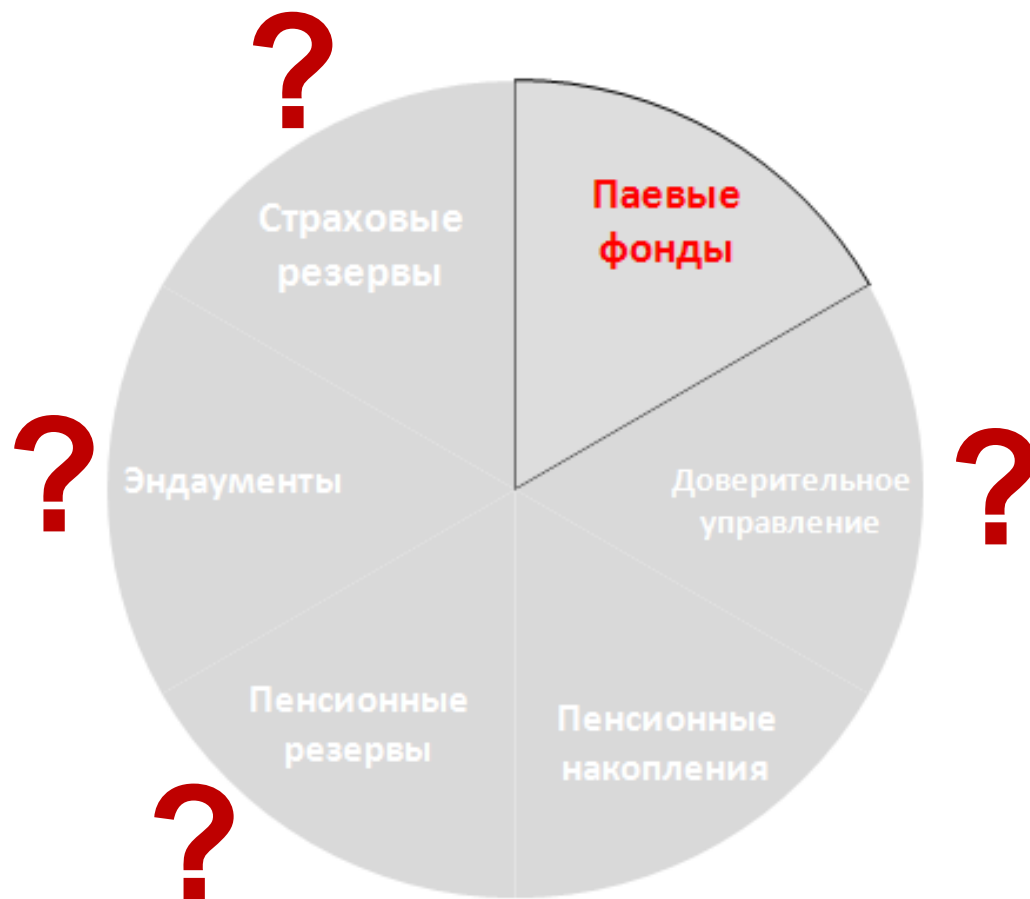 ?
Паевые
фонды
Страховые
резервы
?
Эндаументы
Доверительное
управление
?
Пенсионные
резервы
Пенсионные
накопления
?